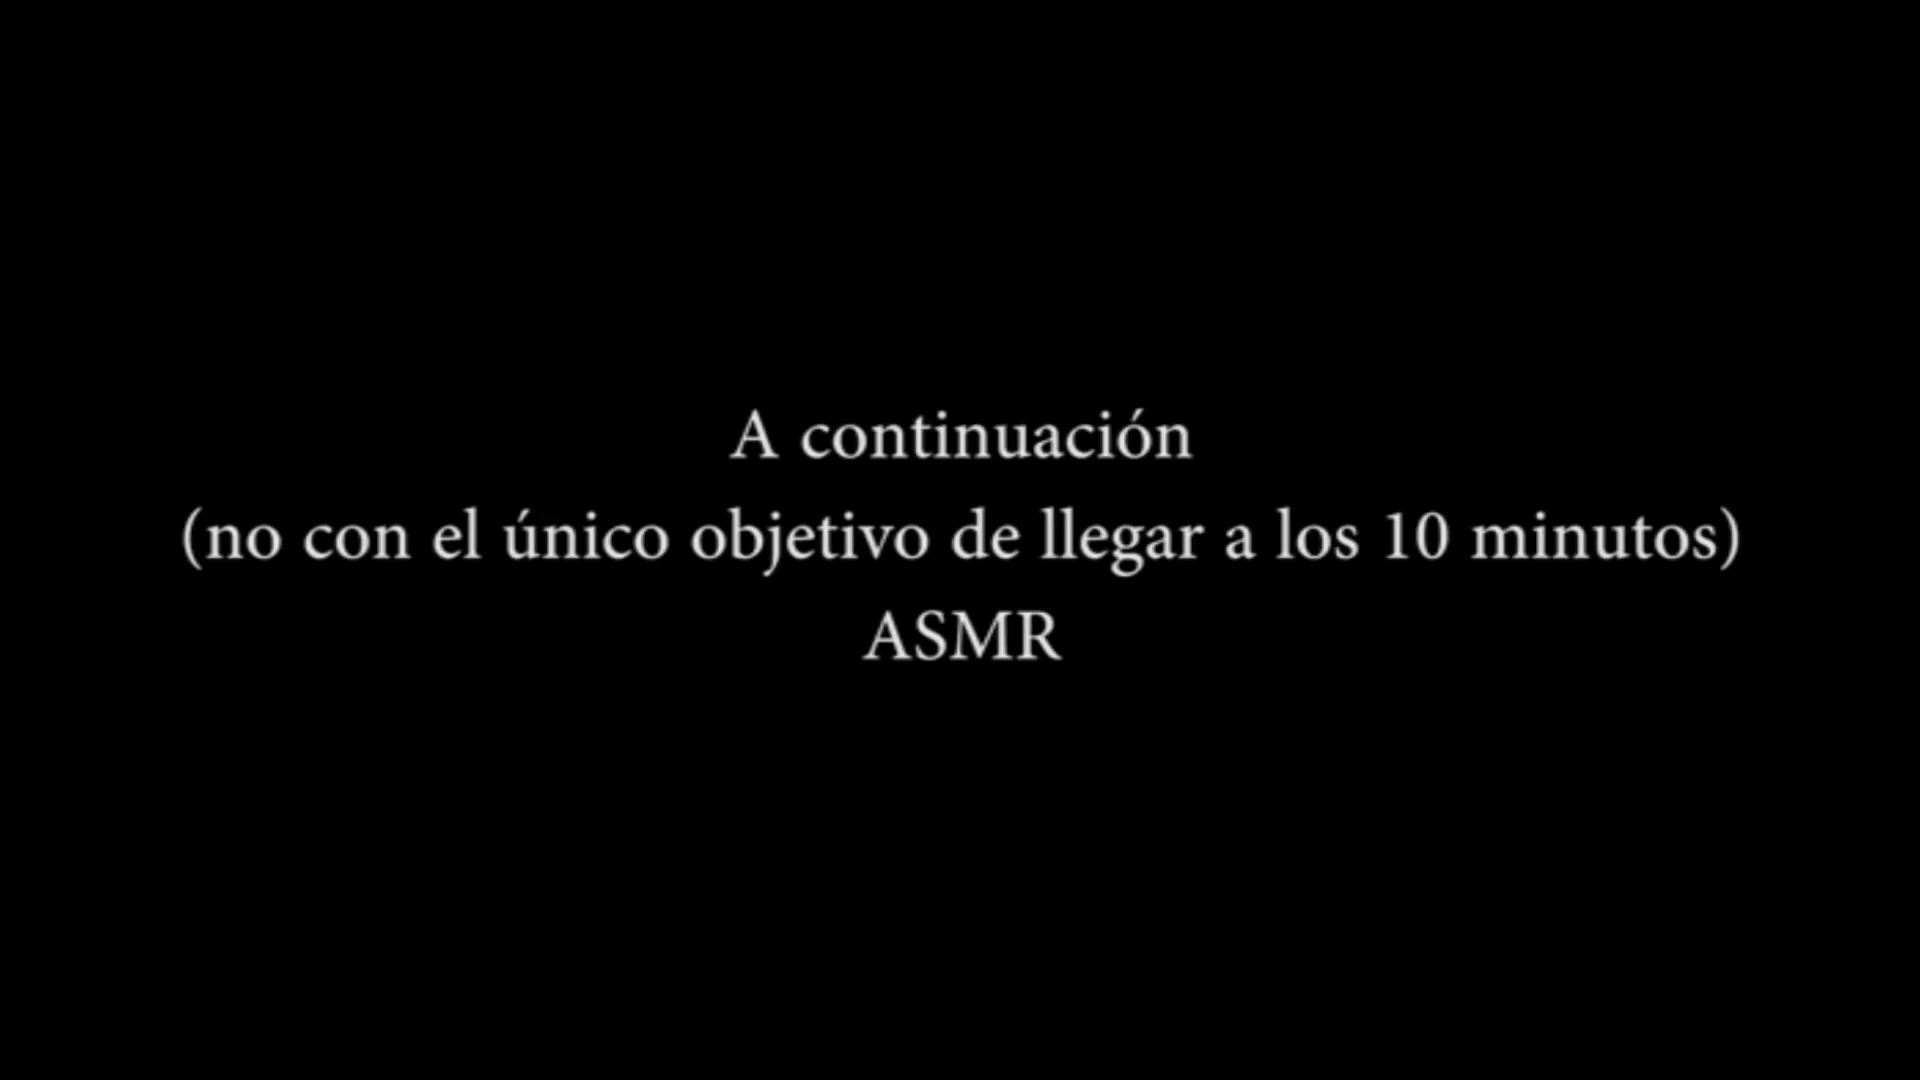 A continuación
(no con el único objetivo de llegar a los 10 minutos)
ASMR